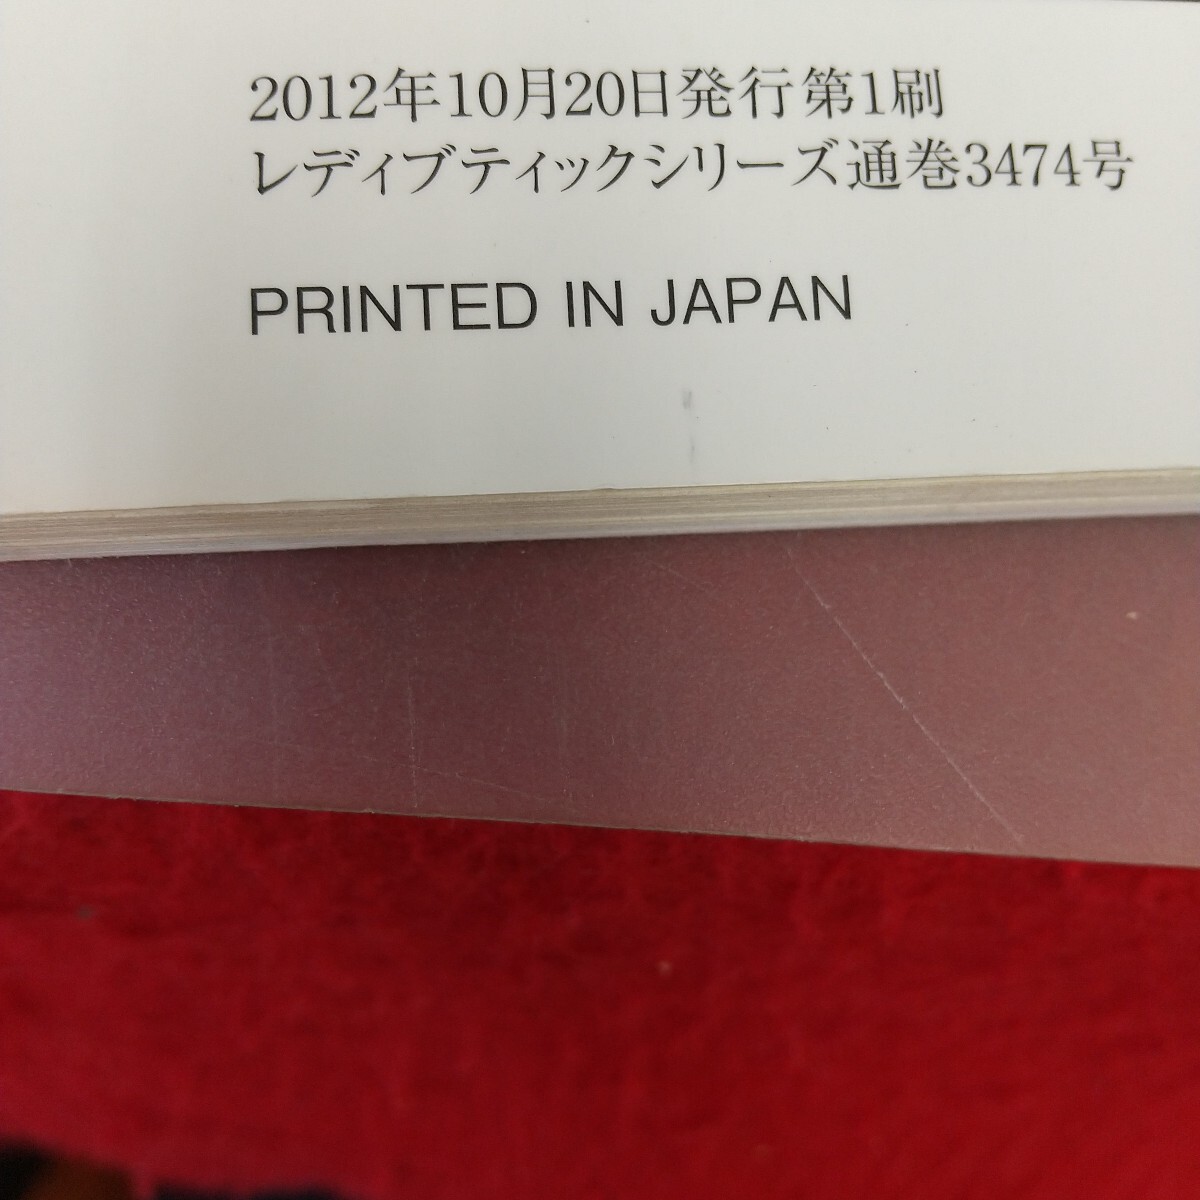 2012年10月20日発行第1刷
レディブティックシリーズ通巻3474号
PRINTED IN JAPAN